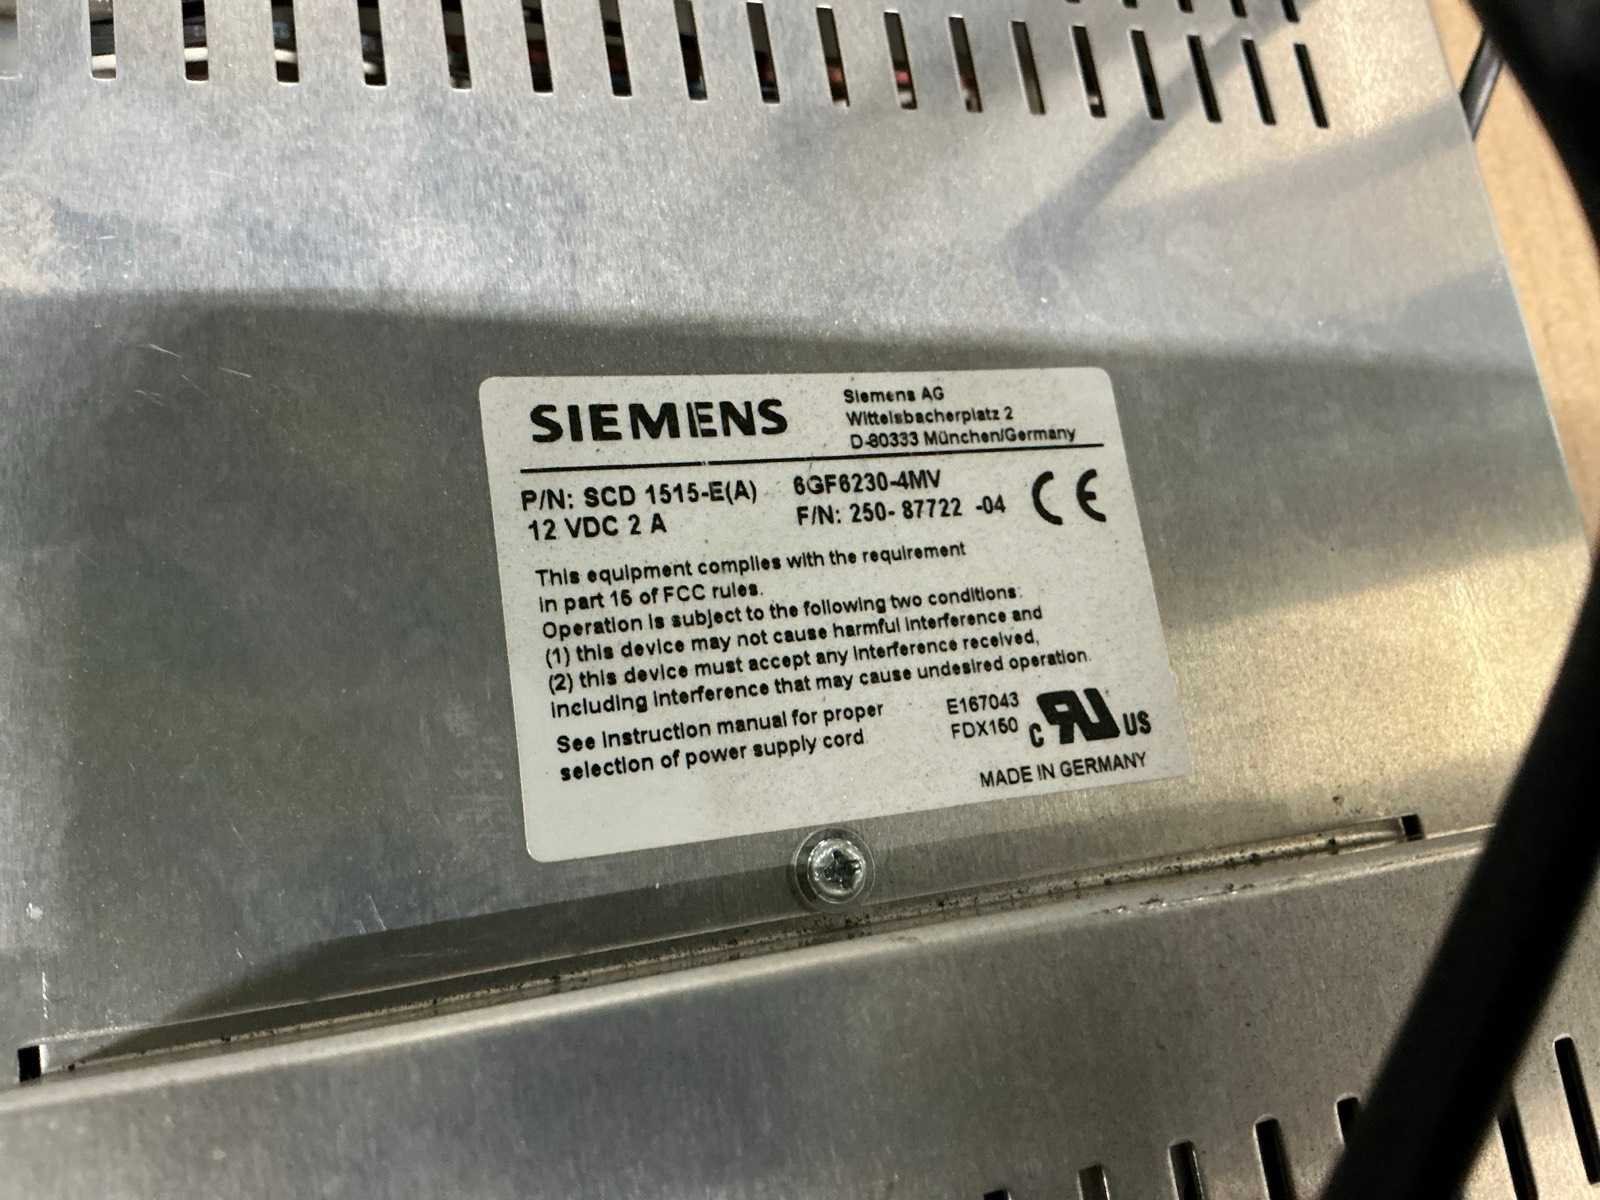 SIEMENS
Siemens AG
Wittelsbacherplatz 2
D-80333 München/Germany
P/N: SCD 1515-E(A) 6GF6230-4MV
12 VDC 2 A F/N: 250- 87722 -04
CE
This equipment complies with the requirement
in part 15 of FCC rules.
Operation is subject to the following two conditions:
(1) this device may not cause harmful interference and
(2) this device must accept any interference received,
including interference that may cause undesired operation.
See instruction manual for proper
selection of power supply cord.
E167043
FDX150
c RU US
MADE IN GERMANY